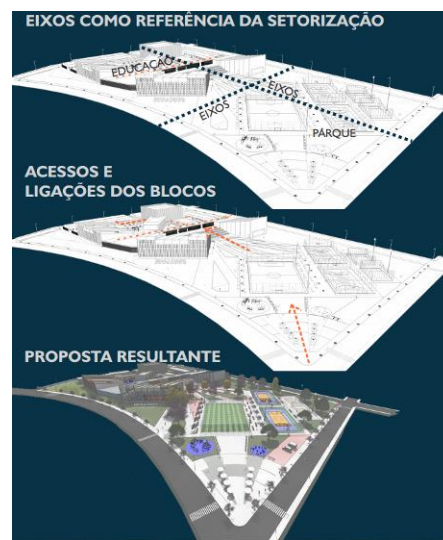 EIXOS COMO REFERÊNCIA DA SETORIZAÇÃO
EDUCAÇÃO
EIXOS
EIXOS
PARQUE
ACESSOS E
LIGAÇÕES DOS BLOCOS
PROPOSTA RESULTANTE